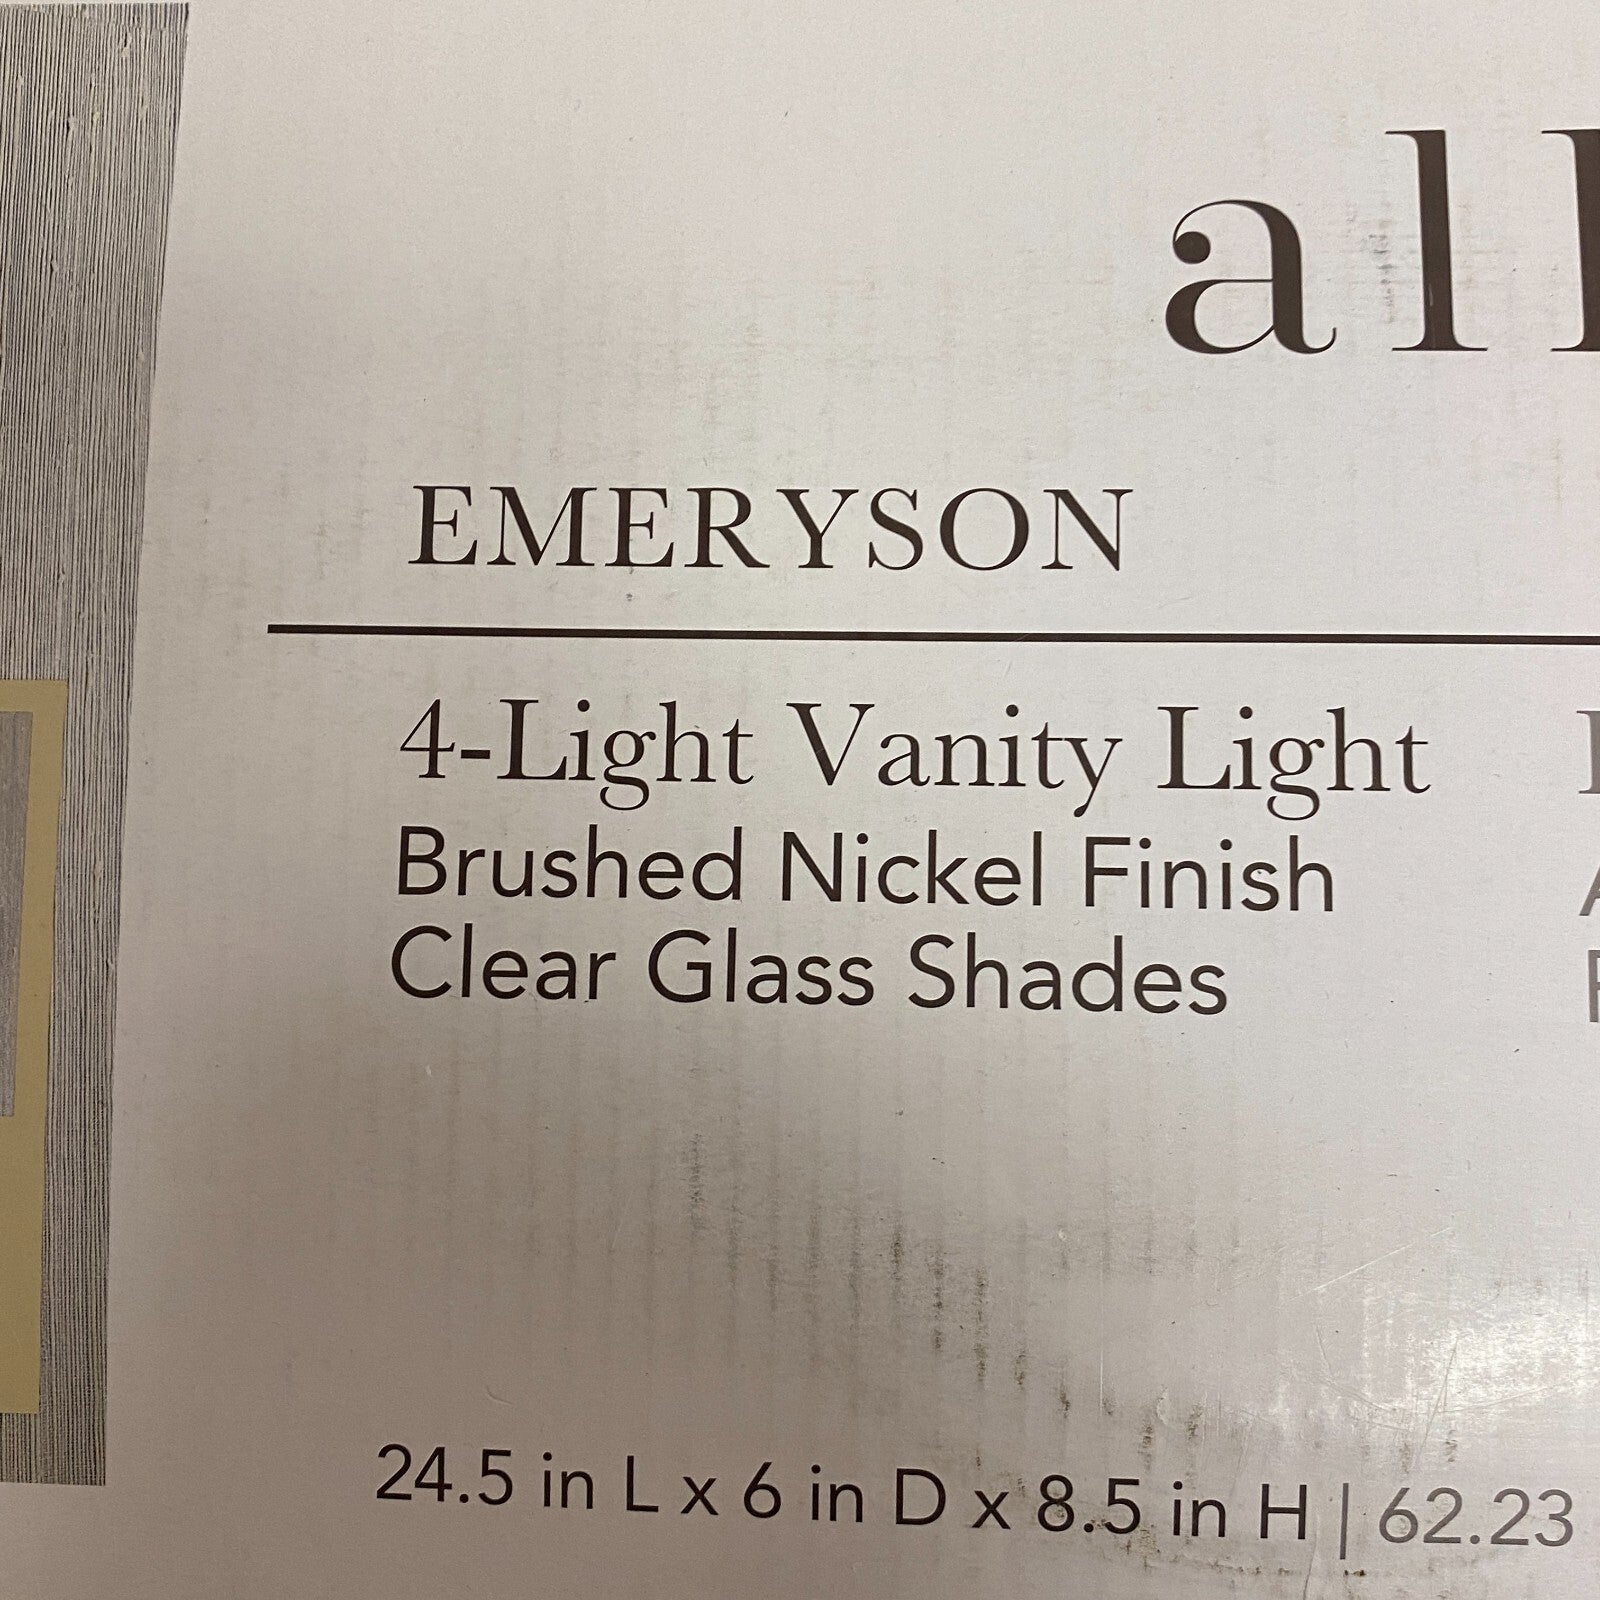 all
EMERYSON
4-Light Vanity Light
Brushed Nickel Finish
Clear Glass Shades
24.5 in L x 6 in D x 8.5 in H | 62.23